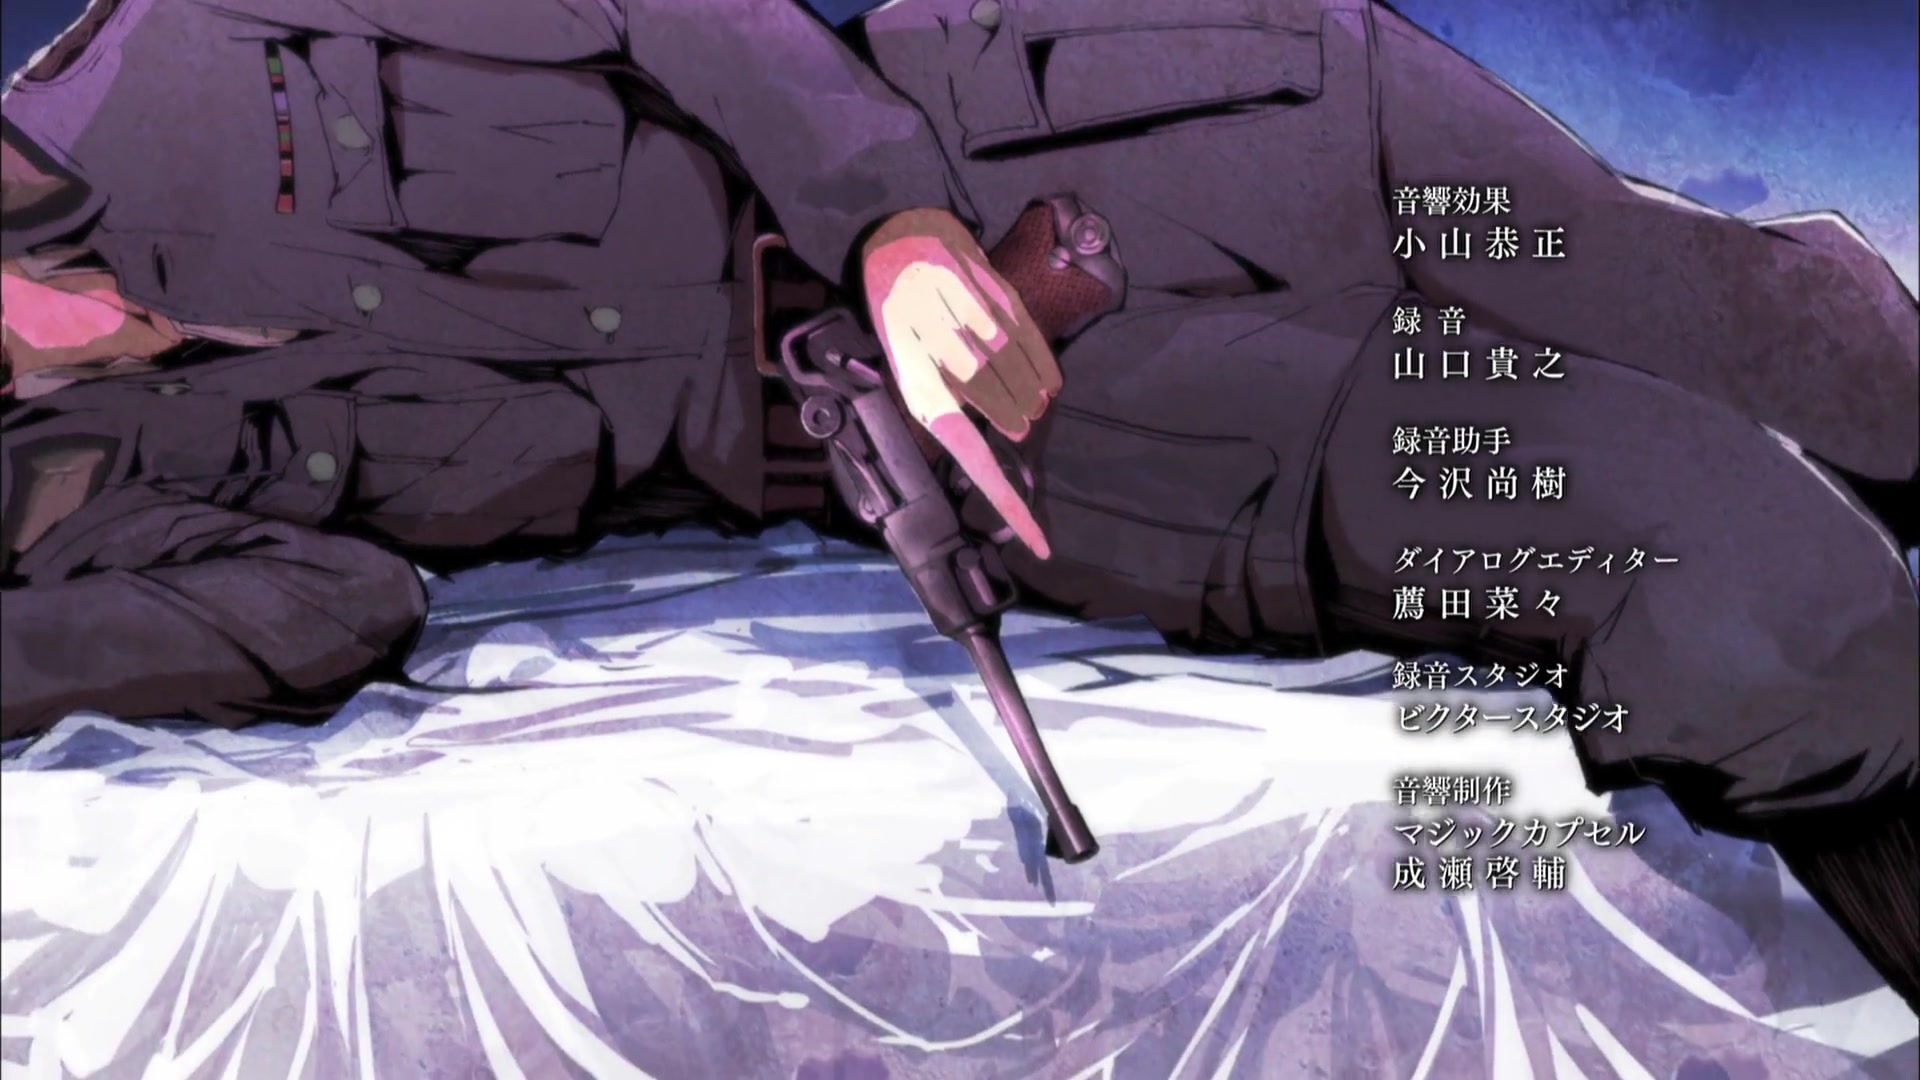 音響効果
小山恭正
録音
山口貴之
録音助手
今沢尚樹
ダイアログエディター
薦田菜々
録音スタジオ
ビクタースタジオ
音響制作
マジックカプセル
成瀬啓輔